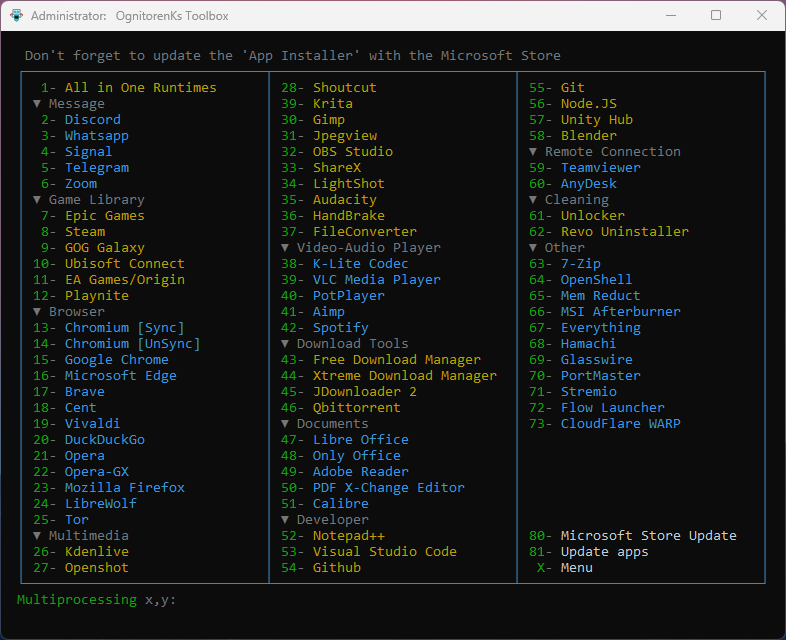 Administrator: OgnitorenKs Toolbox
Don't forget to update the 'App Installer' with the Microsoft Store
1- All in One Runtimes
▼ Message
2- Discord
3- Whatsapp
4- Signal
5- Telegram
6- Zoom
▼ Game Library
7- Epic Games
8- Steam
9- GOG Galaxy
10- Ubisoft Connect
11- EA Games/Origin
12- Playnite
▼ Browser
13- Chromium [Sync]
14- Chromium [UnSync]
15- Google Chrome
16- Microsoft Edge
17- Brave
18- Cent
19- Vivaldi
20- DuckDuckGo
21- Opera
22- Opera-GX
23- Mozilla Firefox
24- LibreWolf
25- Tor
▼ Multimedia
26- Kdenlive
27- Openshot
28- Shoutcut
39- Krita
30- Gimp
31- Jpegview
32- OBS Studio
33- ShareX
34- LightShot
35- Audacity
36- HandBrake
37- FileConverter
▼ Video-Audio Player
38- K-Lite Codec
39- VLC Media Player
40- PotPlayer
41- Aimp
42- Spotify
▼ Download Tools
43- Free Download Manager
44- Xtreme Download Manager
45- JDownloader 2
46- Qbittorrent
▼ Documents
47- Libre Office
48- Only Office
49- Adobe Reader
50- PDF X-Change Editor
51- Calibre
▼ Developer
52- Notepad++
53- Visual Studio Code
54- Github
55- Git
56- Node.JS
57- Unity Hub
58- Blender
▼ Remote Connection
59- Teamviewer
60- AnyDesk
▼ Cleaning
61- Unlocker
62- Revo Uninstaller
▼ Other
63- 7-Zip
64- OpenShell
65- Mem Reduct
66- MSI Afterburner
67- Everything
68- Hamachi
69- Glasswire
70- PortMaster
71- Stremio
72- Flow Launcher
73- CloudFlare WARP
80- Microsoft Store Update
81- Update apps
X- Menu
Multiprocessing x,y: